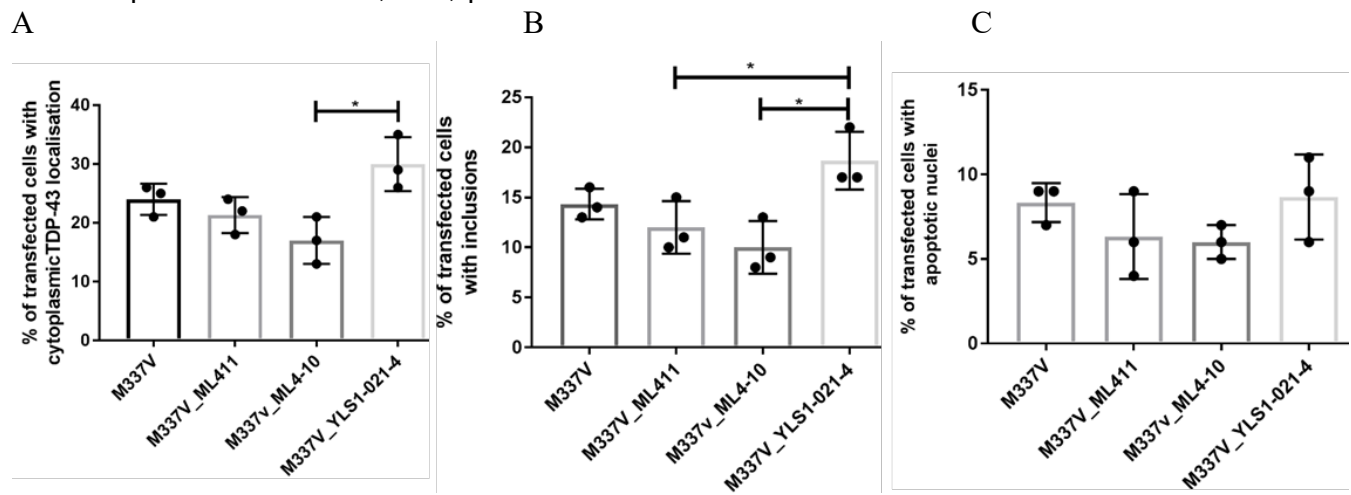 A
B
C
% of transfected cells with
cytoplasmicTDP-43 localisation
40
30
20
10
0
*
M337V
M337V_ML411
M337v_ML4-10
M337V_YLS1-021-4
% of transfected cells
with inclusions
25
20
15
10
5
0
*
*
M337V
M337V_ML411
M337v_ML4-10
M337V_YLS1-021-4
% of transfected cells with
apoptotic nuclei
15
10
5
0
M337V
M337V_ML411
M337v_ML4-10
M337V_YLS1-021-4